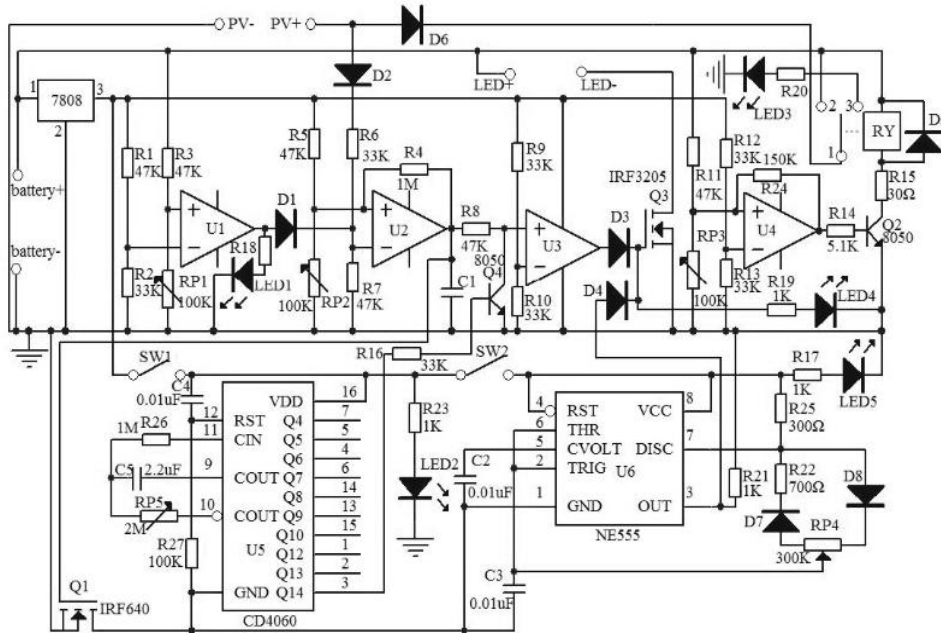 PV-
PV+
D6
D2
LED+
LED-
LED3
R20
2
3
1
RY
D
1
7808
3
2
battery+
battery-
R1
47K
R3
47K
R5
47K
R6
33K
R4
1M
R9
33K
R11
47K
R12
33K
150K
R24
R15
30Ω
IRF3205
Q3
U1
D1
U2
R8
47K
8050
Q4
U3
D3
D4
RP3
U4
R14
5.1K
Q2
8050
R2
33K
RP1
100K
R18
LED1
RP2
100K
R7
47K
C1
R10
33K
R13
33K
100K
R19
1K
LED4
R16
33K
SW1
SW2
R17
1K
LED5
C4
0.01uF
R26
1M
C5
2.2uF
RP5
2M
R27
100K
Q1
IRF640
12
11
9
10
RST
CIN
COUT
COUT
U5
GND
VDD
Q4
Q5
Q6
Q7
Q8
Q9
Q10
Q12
Q13
Q14
16
7
5
4
6
14
13
15
1
2
3
CD4060
R23
1K
LED2
C2
0.01uF
C3
0.01uF
4
6
5
2
1
RST
THR
CVOLT
TRIG
GND
U6
VCC
DISC
OUT
8
7
3
NE555
R21
1K
R25
300Ω
R22
700Ω
D7
D8
RP4
300K